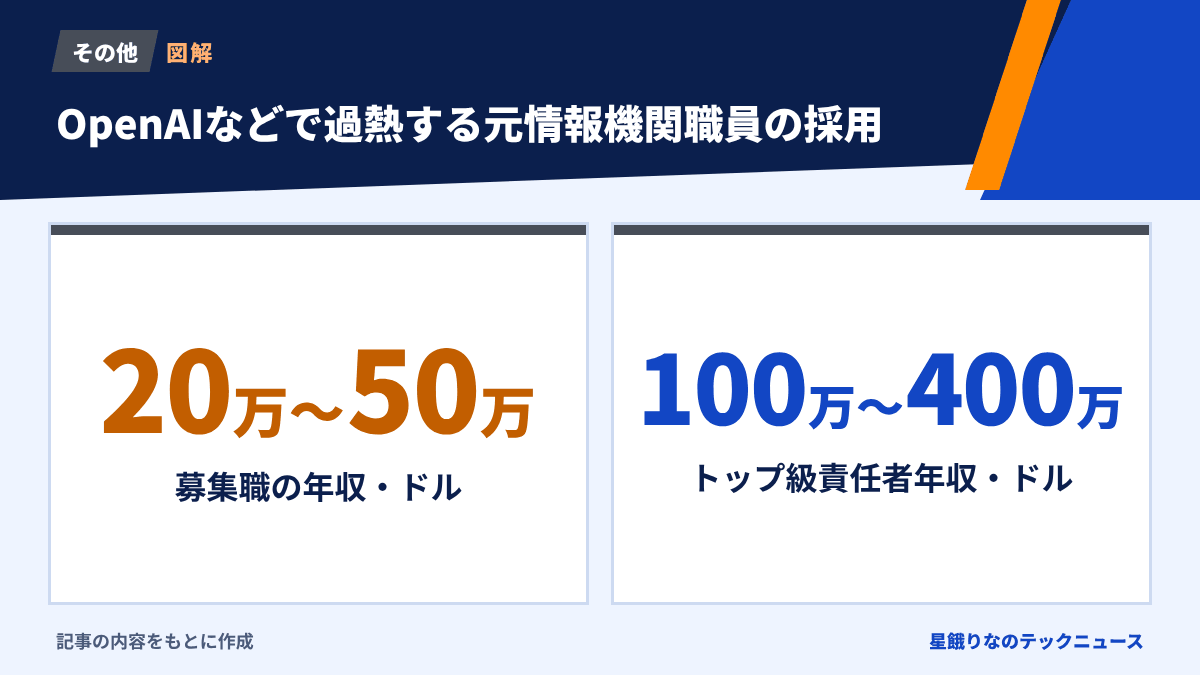 その他 図解
OpenAIなどで過熱する元情報機関職員の採用
20万～50万
募集職の年収・ドル
100万～400万
トップ級責任者年収・ドル
記事の内容をもとに作成
星餓りなのテックニュース